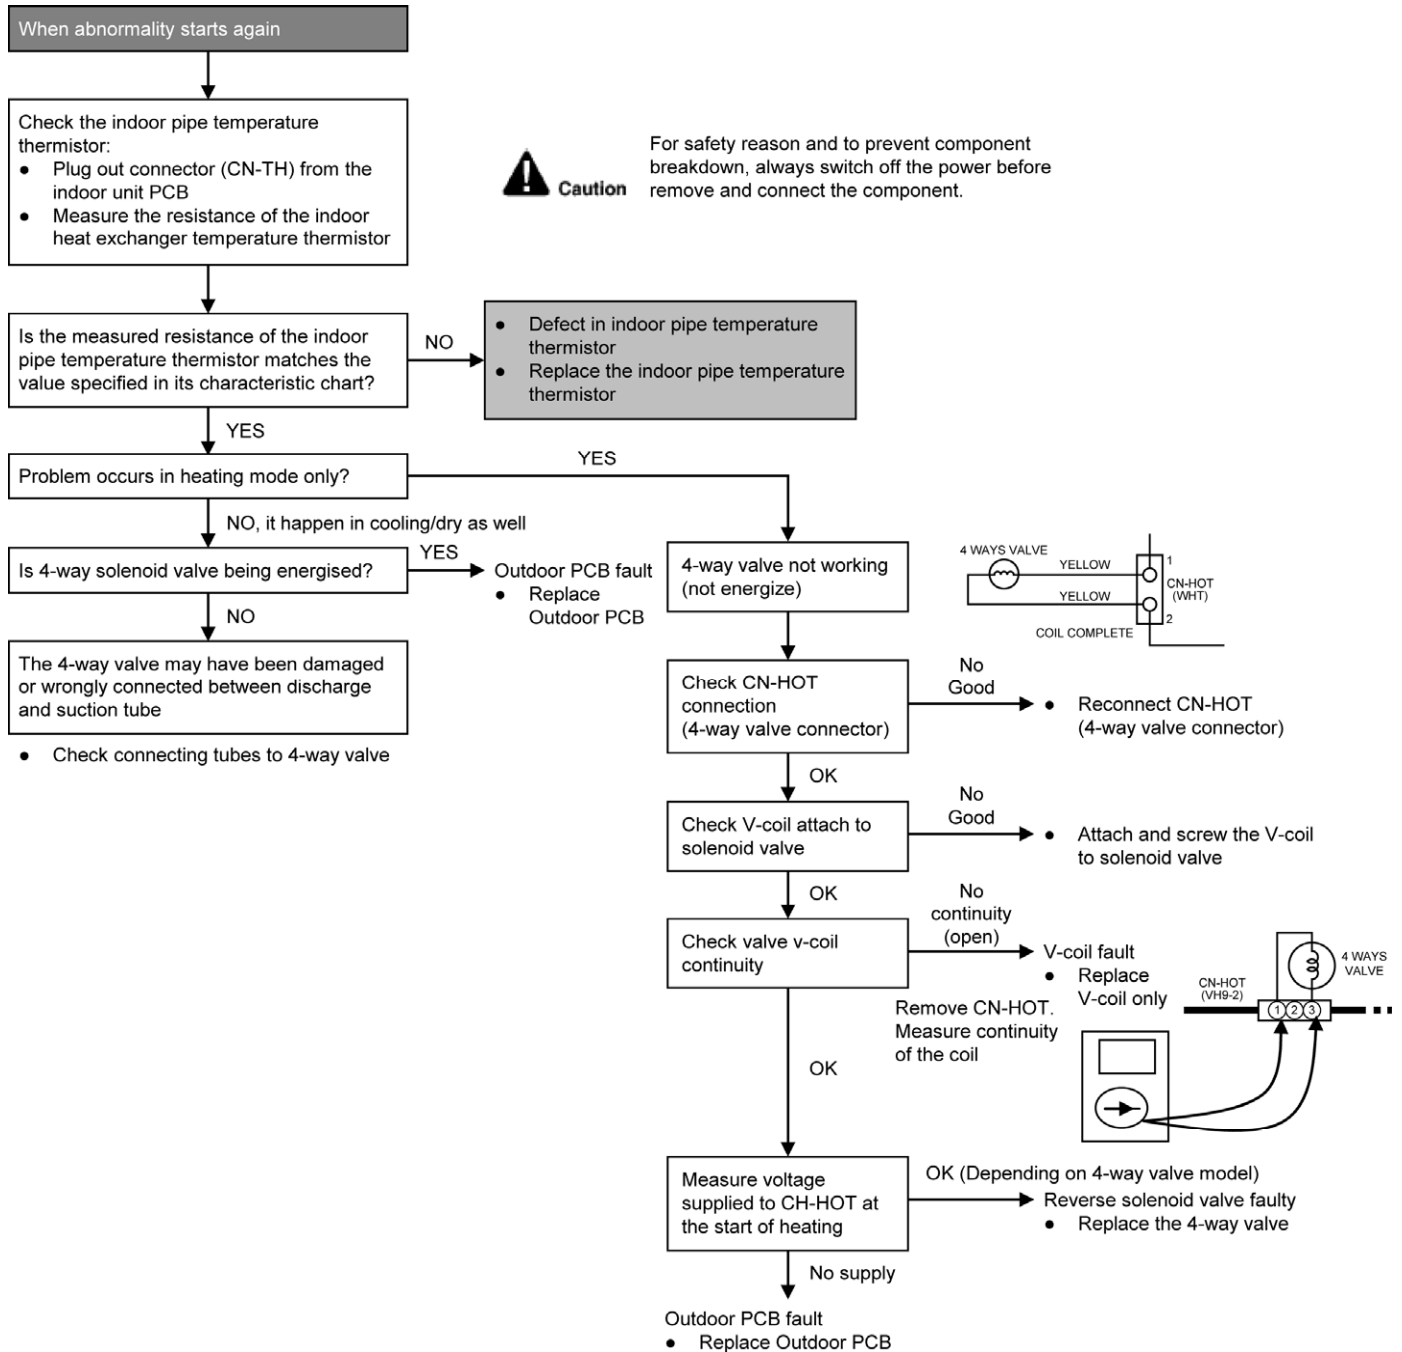 When abnormality starts again
Check the indoor pipe temperature
thermistor:
● Plug out connector (CN-TH) from the
indoor unit PCB
● Measure the resistance of the indoor
heat exchanger temperature thermistor
Caution
For safety reason and to prevent component
breakdown, always switch off the power before
remove and connect the component.
Is the measured resistance of the indoor
pipe temperature thermistor matches the
value specified in its characteristic chart?
NO
● Defect in indoor pipe temperature
thermistor
● Replace the indoor pipe temperature
thermistor
YES
Problem occurs in heating mode only?
YES
NO, it happen in cooling/dry as well
Is 4-way solenoid valve being energised?
YES
Outdoor PCB fault
● Replace
Outdoor PCB
NO
The 4-way valve may have been damaged
or wrongly connected between discharge
and suction tube
● Check connecting tubes to 4-way valve
4-way valve not working
(not energize)
4 WAYS VALVE
YELLOW
YELLOW
1
CN-HOT
(WHT)
2
COIL COMPLETE
Check CN-HOT
connection
(4-way valve connector)
No
Good
● Reconnect CN-HOT
(4-way valve connector)
OK
Check V-coil attach to
solenoid valve
No
Good
● Attach and screw the V-coil
to solenoid valve
OK
Check valve v-coil
continuity
No
continuity
(open)
V-coil fault
● Replace
V-coil only
Remove CN-HOT.
Measure continuity
of the coil
CN-HOT
(VH9-2)
1 2 3
4 WAYS
VALVE
OK
Measure voltage
supplied to CH-HOT at
the start of heating
OK (Depending on 4-way valve model)
Reverse solenoid valve faulty
● Replace the 4-way valve
No supply
Outdoor PCB fault
● Replace Outdoor PCB